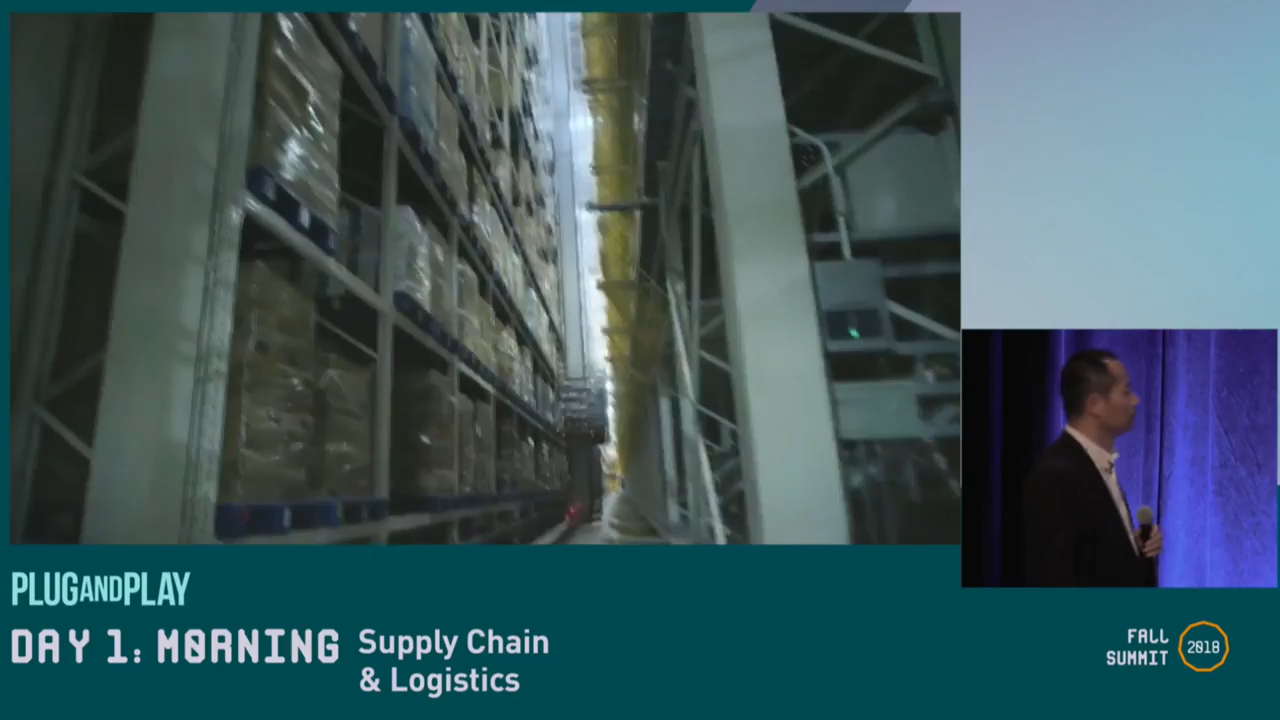 PLUGANDPLAY
DAY 1: MORNING
Supply Chain
& Logistics
FALL
SUMMIT
2018